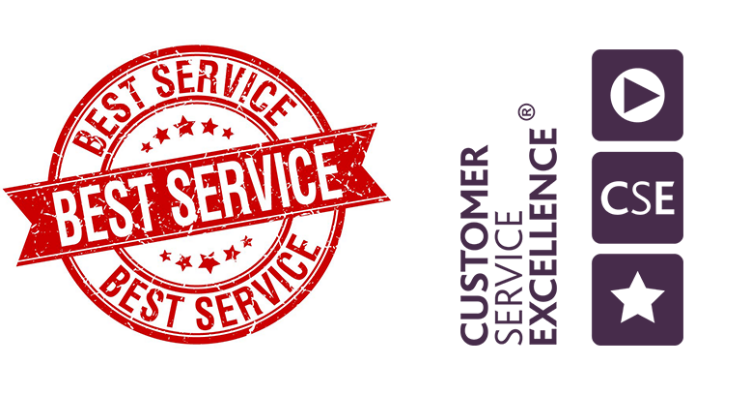 BEST SERVICE
BEST SERVICE
BEST SERVICE
CUSTOMER
SERVICE
EXCELLENCE®
CSE